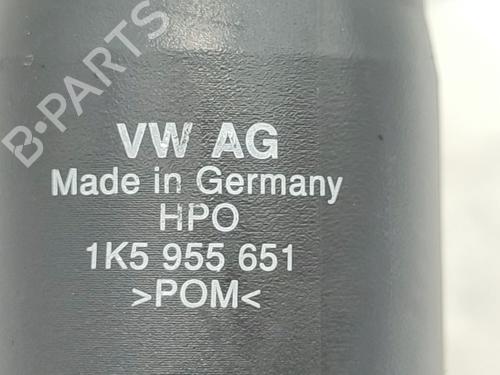 B-PARTS
VW AG
Made in Germany
HPO
1K5 955 651
>POM<